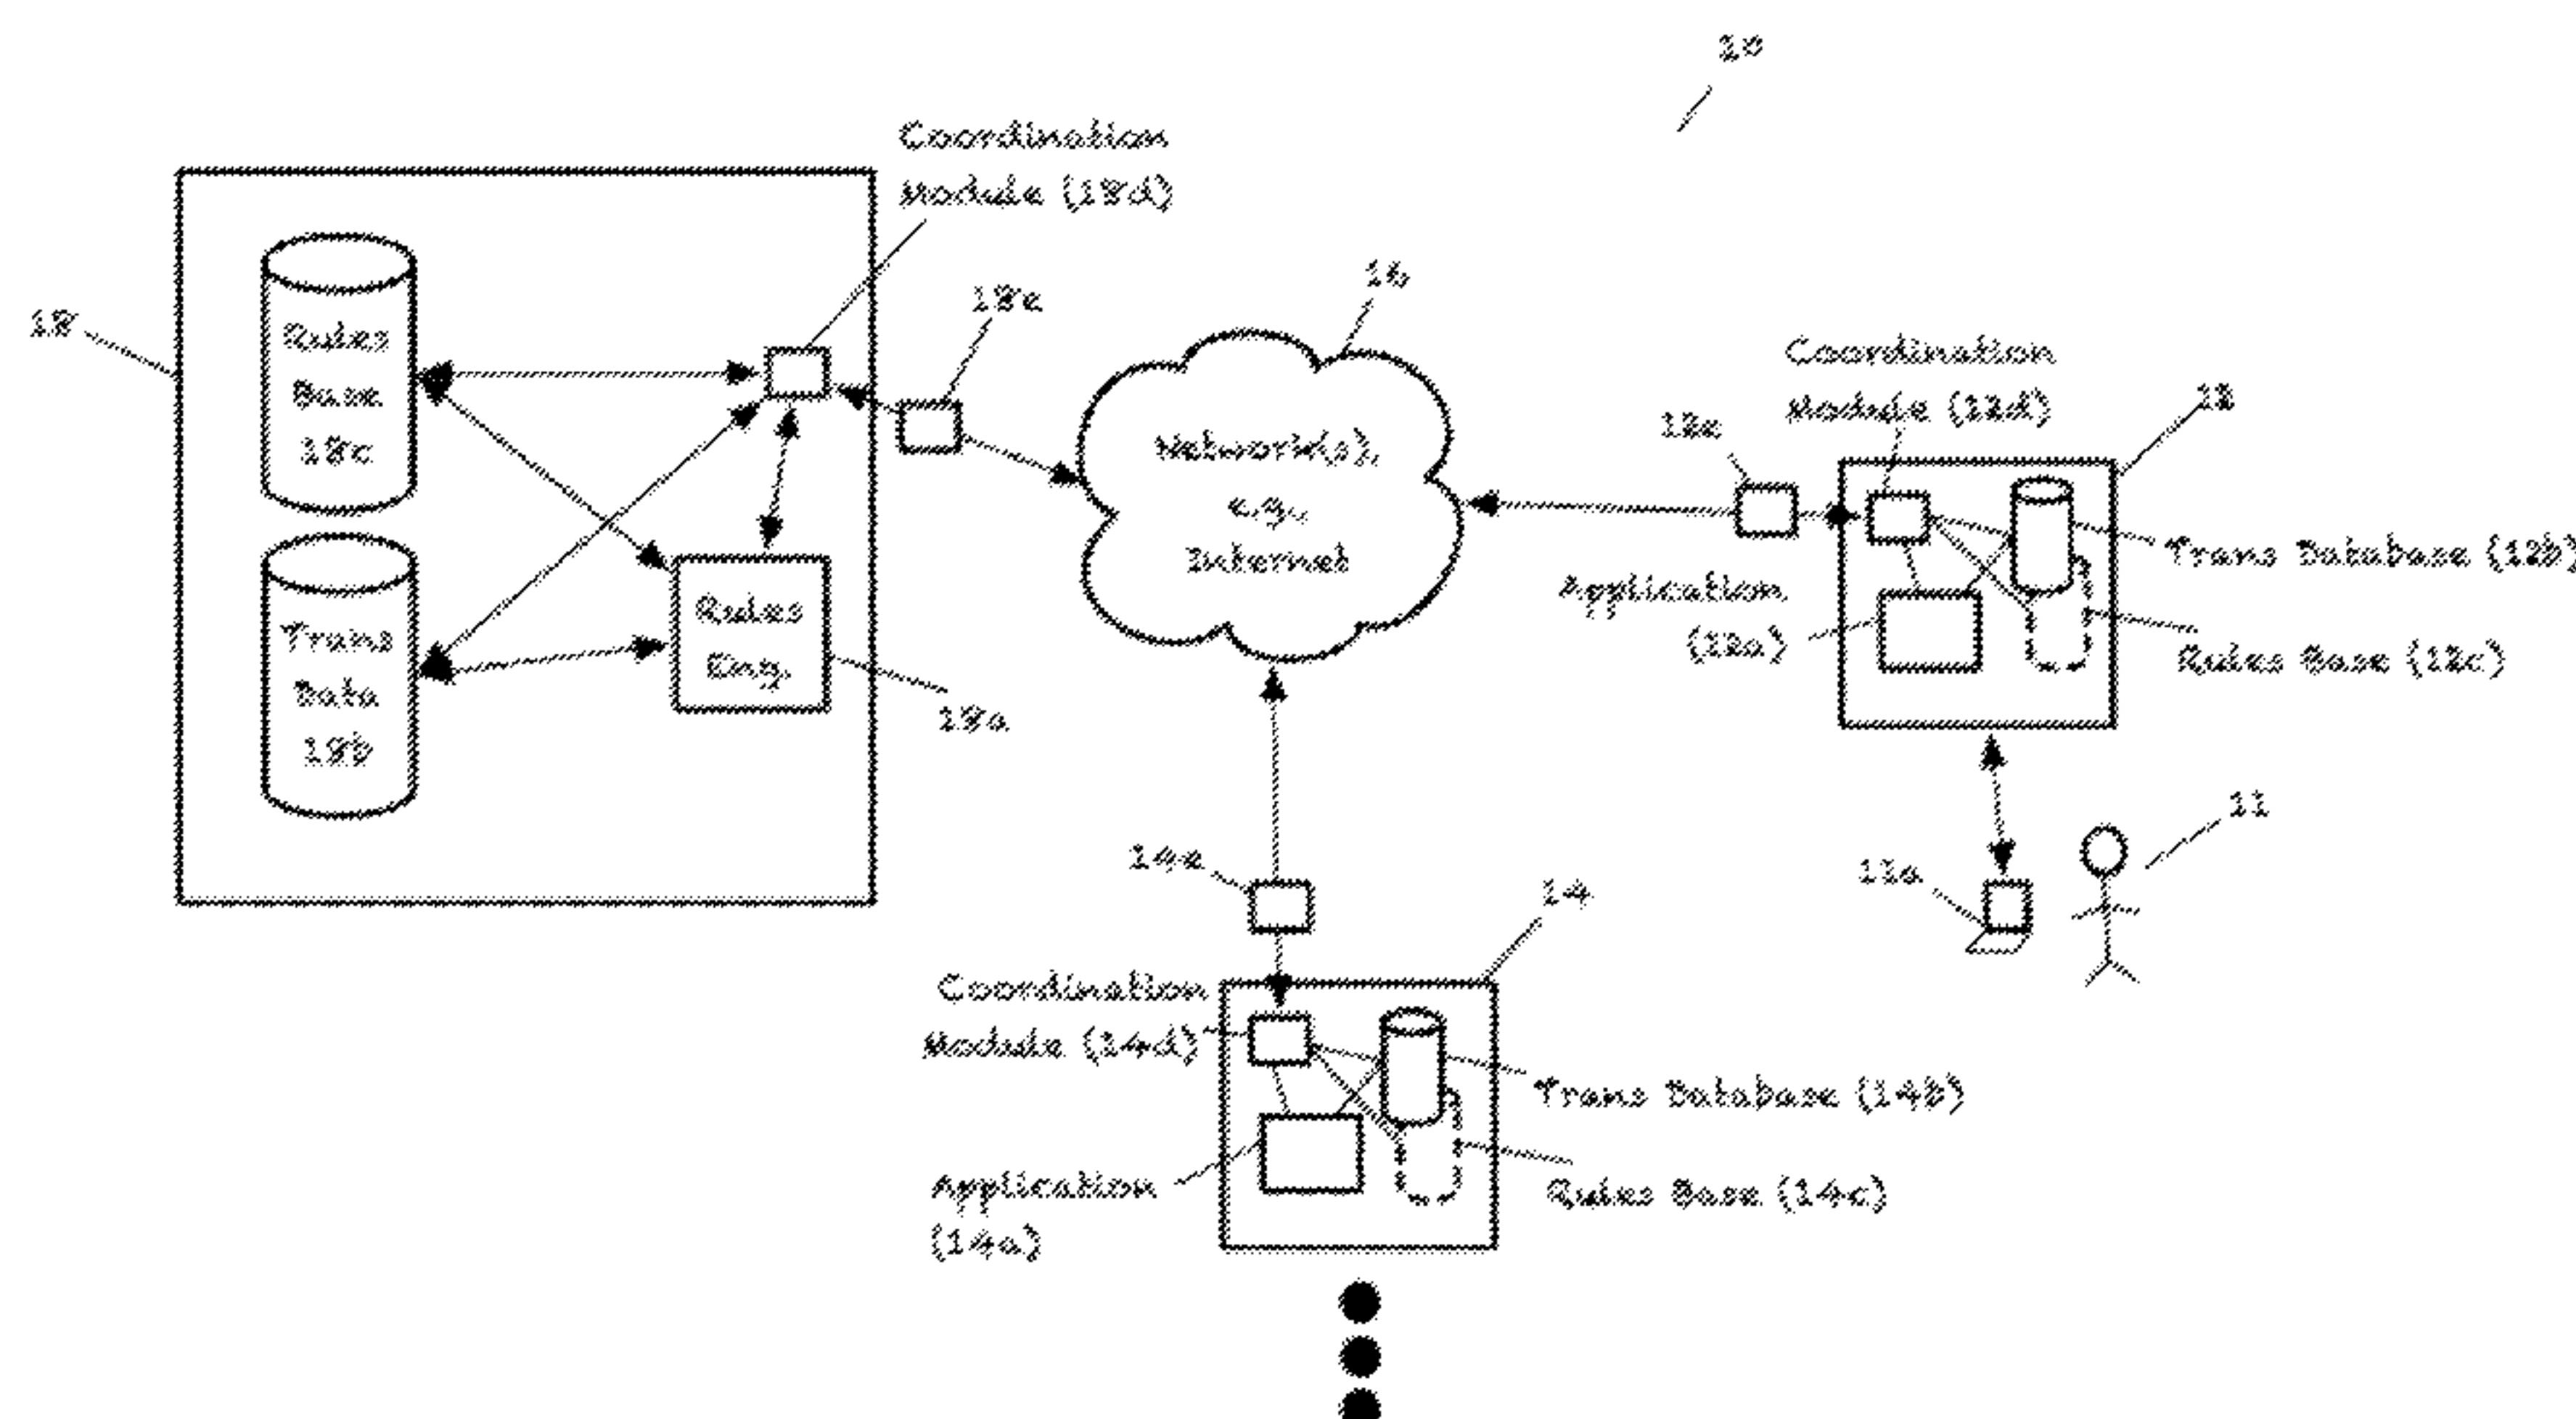 10
Coordination
Module (18d)
18
Rules
Base
18c
18e
16
Network(s),
e.g.,
Internet
Trans
Data
18b
Rules
Eng.
18a
Coordination
Module (12d)
12
12e
Application
(12a)
Trans Database (12b)
Rules Base (12c)
11
11a
14e
14
Coordination
Module (14d)
Trans Database (14b)
Application
(14a)
Rules Base (14c)